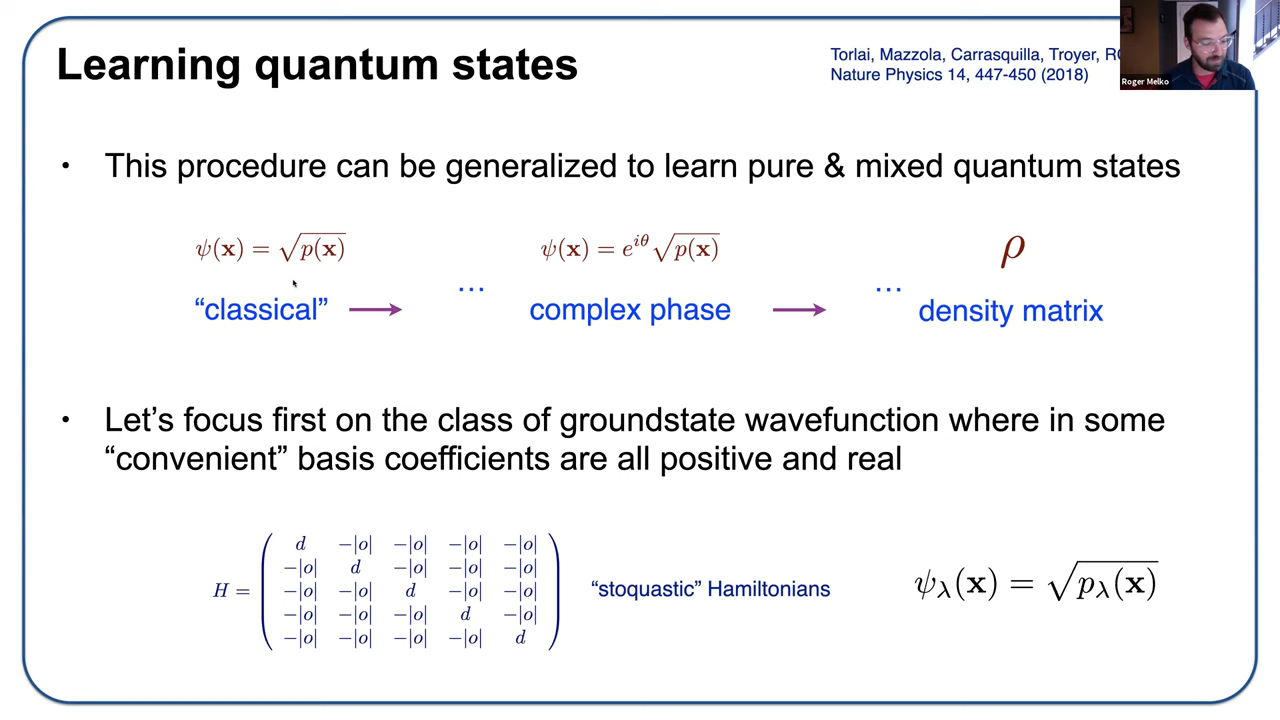 Learning quantum states
Torlai, Mazzola, Carrasquilla, Troyer,
Nature Physics 14, 447-450 (2018)
Roger Melko
• This procedure can be generalized to learn pure & mixed quantum states
ψ(x) = √p(x)
ψ(x) = e^{iθ} √p(x)
ρ
“classical” ⟶ … complex phase ⟶ … density matrix
• Let’s focus first on the class of groundstate wavefunction where in some
“convenient” basis coefficients are all positive and real
d −|o| −|o| −|o| −|o|
−|o| d −|o| −|o| −|o|
H = −|o| −|o| d −|o| −|o|
−|o| −|o| −|o| d −|o|
−|o| −|o| −|o| −|o| d
“stoquastic” Hamiltonians
ψ_λ(x) = √p_λ(x)